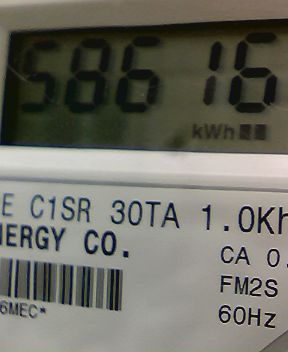 58616
kWh
E C1SR 30TA 1.0Kh
NERGY CO.
CA 0.
FM2S
6MEC*
60Hz